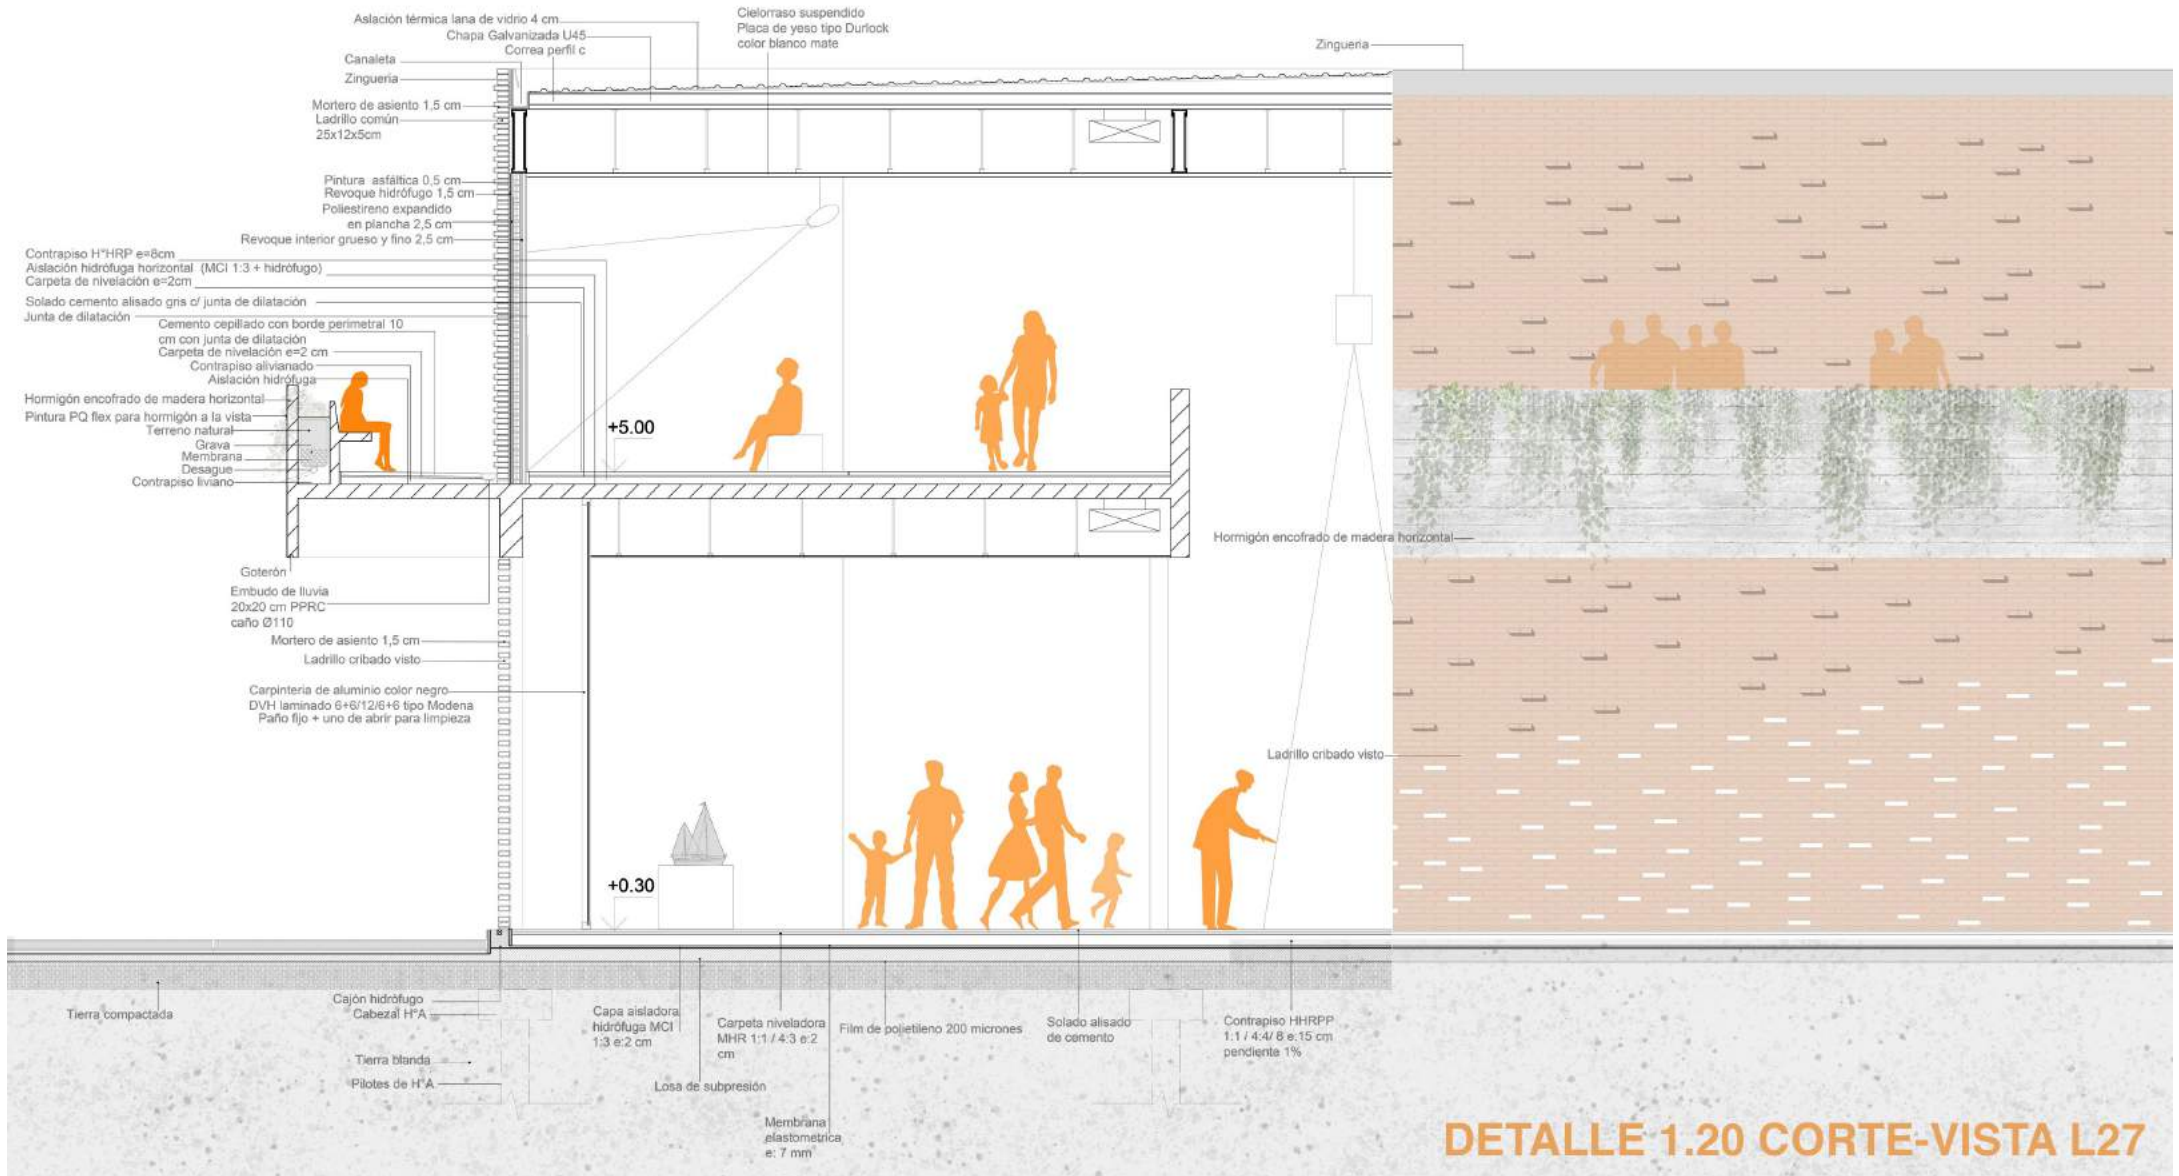 Aslación térmica lana de vidrio 4 cm
Chapa Galvanizada U45
Correa perfil c
Canaleta
Zingueria
Mortero de asiento 1,5 cm
Ladrillo común
25x12x5cm
Cielorraso suspendido
Placa de yeso tipo Durlock
color blanco mate
Zingueria
Pintura asfáltica 0,5 cm
Revoque hidrófugo 1,5 cm
Poliestireno expandido
en plancha 2,5 cm
Revoque interior grueso y fino 2,5 cm
Contrapiso H°HRP e=8cm
Aislación hidrófuga horizontal (MCI 1:3 + hidrófugo)
Carpeta de nivelación e=2cm
Solado cemento alisado gris c/ junta de dilatación
Junta de dilatación
Cemento cepillado con borde perimetral 10
cm con junta de dilatación
Carpeta de nivelación e=2 cm
Contrapiso alivianado
Aislación hidrófuga
Hormigón encofrado de madera horizontal
Pintura PQ flex para hormigón a la vista
Terreno natural
Grava
Membrana
Desague
Contrapiso liviano
+5.00
Goterón
Embudo de lluvia
20x20 cm PPRC
caño Ø110
Mortero de asiento 1,5 cm
Ladrillo cribado visto
Carpinteria de aluminio color negro
DVH laminado 6+6/12/6+6 tipo Modena
Paño fijo + uno de abrir para limpieza
Hormigón encofrado de madera horizontal
Ladrillo cribado visto
+0.30
Tierra compactada
Cajón hidrófugo
Cabezal H°A
Tierra blanda
Pilotes de H°A
Capa aisladora
hidrófuga MCI
1:3 e:2 cm
Carpeta niveladora
MHR 1:1 / 4:3 e:2
cm
Losa de subpresión
Membrana
elastometrica
e: 7 mm
Film de polietileno 200 micrones
Solado alisado
de cemento
Contrapiso HHRPP
1:1 / 4:4/ 8 e:15 cm
pendiente 1%
DETALLE 1.20 CORTE-VISTA L27